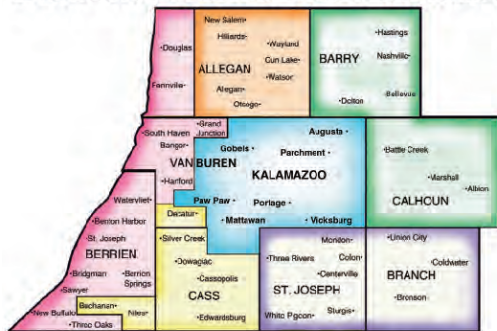 New Salem
Hilliards
Douglas
Wayland
Gun Lake
ALLEGAN
Watson
Fennville
Allegan
Otsego
Hastings
Nashville
BARRY
Bellevue
Delton
South Haven
Grand
Junction
Bangor
VAN BUREN
Hartford
Gobels
Augusta
Parchment
KALAMAZOO
Paw Paw
Portage
Mattawan
Vicksburg
Battle Creek
Marshall
Albion
CALHOUN
Watervliet
Benton Harbor
St. Joseph
BERRIEN
Bridgman
Berrien
Springs
Sawyer
New Buffalo
Three Oaks
Buchanan
Niles
Decatur
Silver Creek
Dowagiac
Cassopolis
CASS
Edwardsburg
Mendon
Three Rivers
Colon
Centerville
ST. JOSEPH
White Pigeon
Sturgis
Union City
Coldwater
BRANCH
Bronson